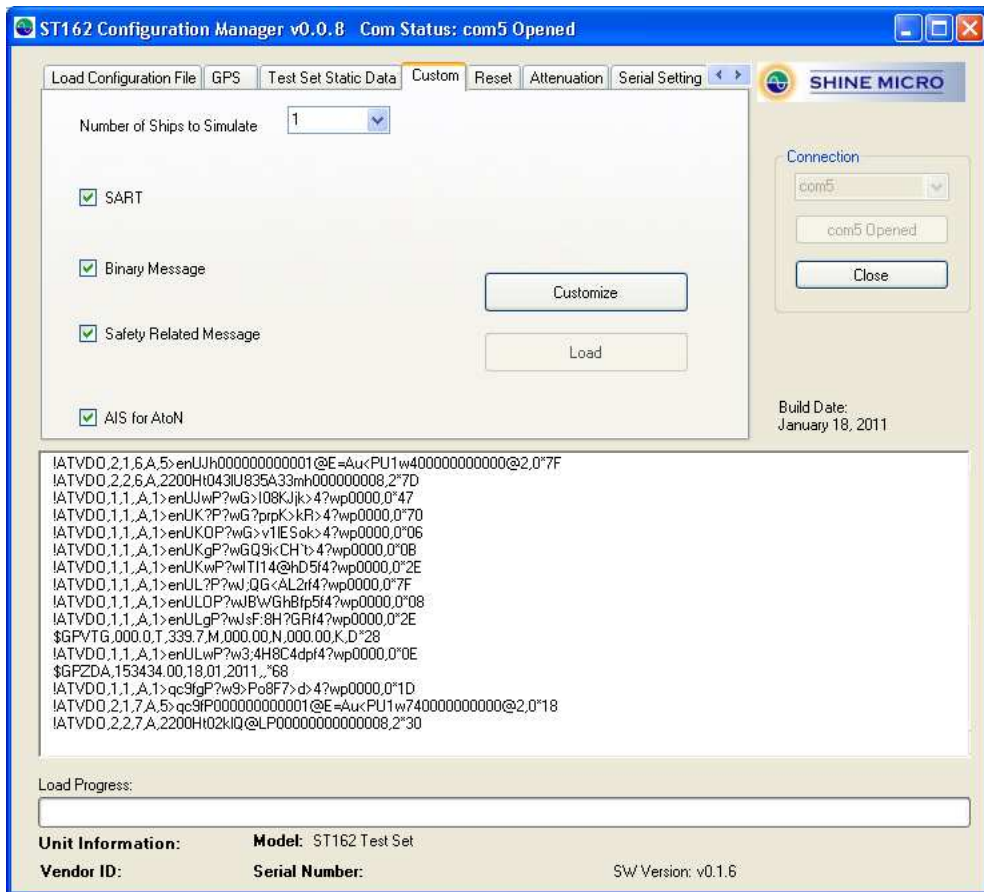 ST162 Configuration Manager v0.0.8 Com Status: com5 Opened
Load Configuration File GPS Test Set Static Data Custom Reset Attenuation Serial Setting
SHINE MICRO
Number of Ships to Simulate 1
Connection
com5
SART
com5 Opened
Binary Message
Close
Customize
Safety Related Message
Load
AIS for AtoN
Build Date:
January 18, 2011
!ATVDO,2,1,6,A,5>enUJh000000000001@E=Au<PU1w400000000000@2,0*7F
!ATVDO,2,2,6,A,2200Ht043lU835A33mh000000008,2*7D
!ATVDO,1,1,,A,1>enUJwP?wG>I08KJjk>4?wp0000,0*47
!ATVDO,1,1,,A,1>enUK?P?wG?prpK>kR>4?wp0000,0*70
!ATVDO,1,1,,A,1>enUKOP?wG>v1IESok>4?wp0000,0*06
!ATVDO,1,1,,A,1>enUKgP?wGQ9i<CH`t>4?wp0000,0*0B
!ATVDO,1,1,,A,1>enUKwP?wITI14@hD5f4?wp0000,0*2E
!ATVDO,1,1,,A,1>enUL?P?wJ;QG<AL2rf4?wp0000,0*7F
!ATVDO,1,1,,A,1>enULOP?wJBWGhBfp5f4?wp0000,0*08
!ATVDO,1,1,,A,1>enULgP?wJsF:8H?GRf4?wp0000,0*2E
$GPVTG,000.0,T,339.7,M,000.00,N,000.00,K,D*28
!ATVDO,1,1,,A,1>enULwP?w3;4H8C4dpf4?wp0000,0*0E
$GPZDA,153434.00,18,01,2011,,*68
!ATVDO,1,1,,A,1>qc9fgP?w9>Po8F7>d>4?wp0000,0*1D
!ATVDO,2,1,7,A,5>qc9fP000000000001@E=Au<PU1w740000000000@2,0*18
!ATVDO,2,2,7,A,2200Ht02klQ@LP00000000000008,2*30
Load Progress:
Unit Information: Model: ST162 Test Set
Vendor ID: Serial Number: SW Version: v0.1.6